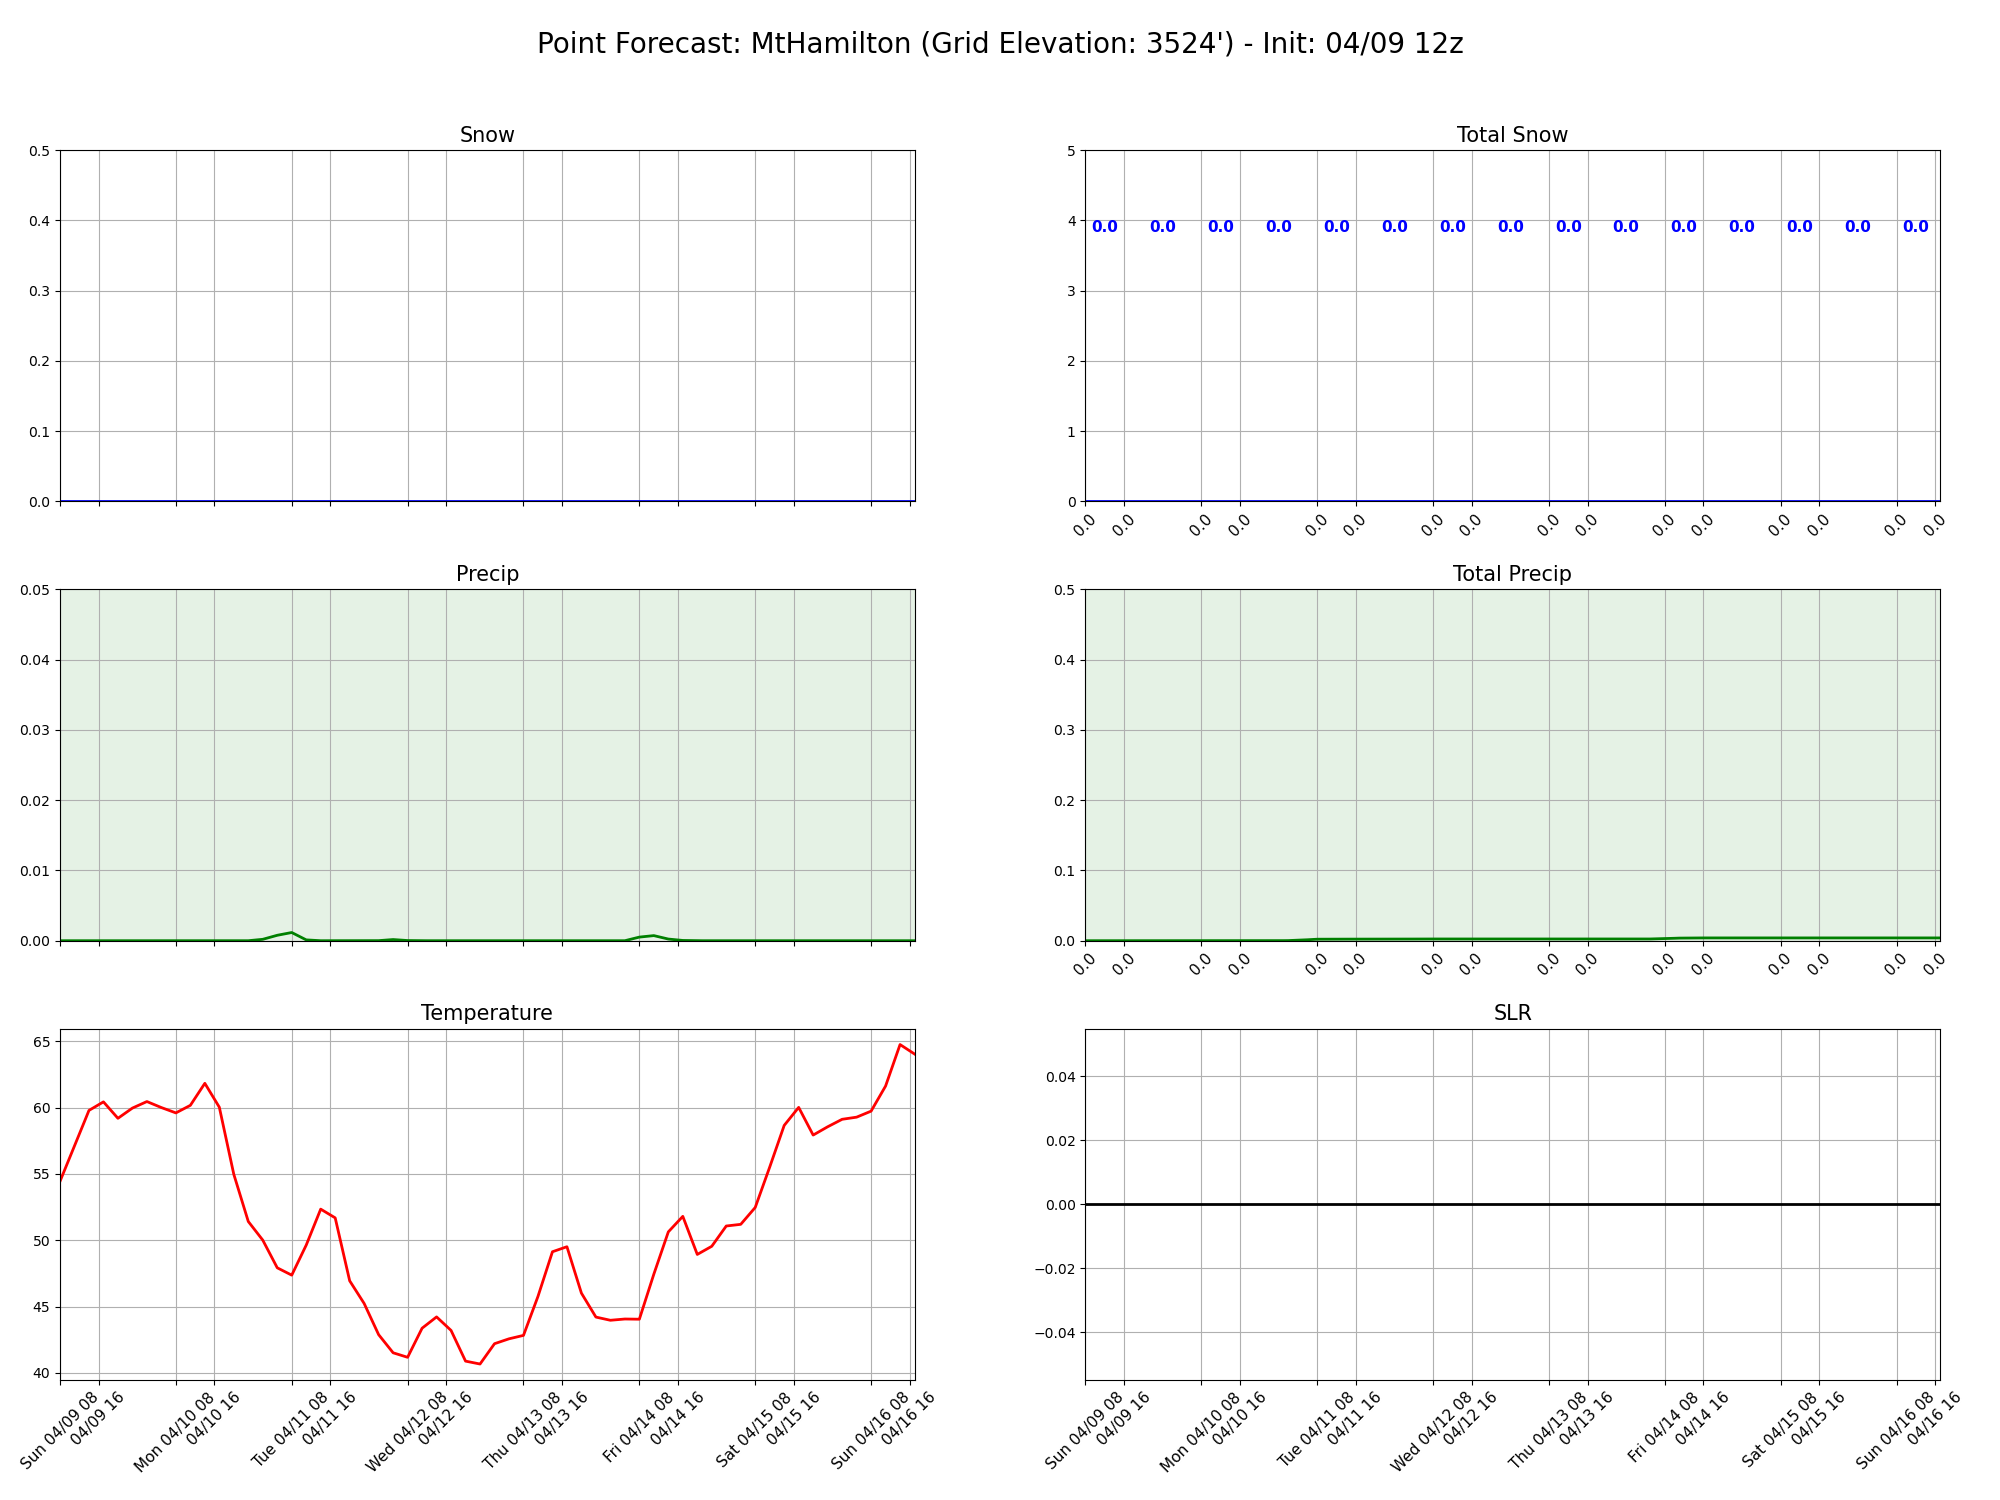 Point Forecast: MtHamilton (Grid Elevation: 3524') - Init: 04/09 12z
Snow
0.5
0.4
0.3
0.2
0.1
0.0
Total Snow
5
4
3
2
1
0
0.0 0.0 0.0 0.0 0.0 0.0 0.0 0.0 0.0 0.0 0.0 0.0 0.0 0.0 0.0
0.0 0.0 0.0 0.0 0.0 0.0 0.0 0.0 0.0 0.0 0.0 0.0 0.0 0.0 0.0 0.0
Precip
0.05
0.04
0.03
0.02
0.01
0.00
Total Precip
0.5
0.4
0.3
0.2
0.1
0.0
0.0 0.0 0.0 0.0 0.0 0.0 0.0 0.0 0.0 0.0 0.0 0.0 0.0 0.0 0.0 0.0
Temperature
65
60
55
50
45
40
Sun 04/09 08
04/09 16
Mon 04/10 08
04/10 16
Tue 04/11 08
04/11 16
Wed 04/12 08
04/12 16
Thu 04/13 08
04/13 16
Fri 04/14 08
04/14 16
Sat 04/15 08
04/15 16
Sun 04/16 08
04/16 16
SLR
0.04
0.02
0.00
−0.02
−0.04
Sun 04/09 08
04/09 16
Mon 04/10 08
04/10 16
Tue 04/11 08
04/11 16
Wed 04/12 08
04/12 16
Thu 04/13 08
04/13 16
Fri 04/14 08
04/14 16
Sat 04/15 08
04/15 16
Sun 04/16 08
04/16 16